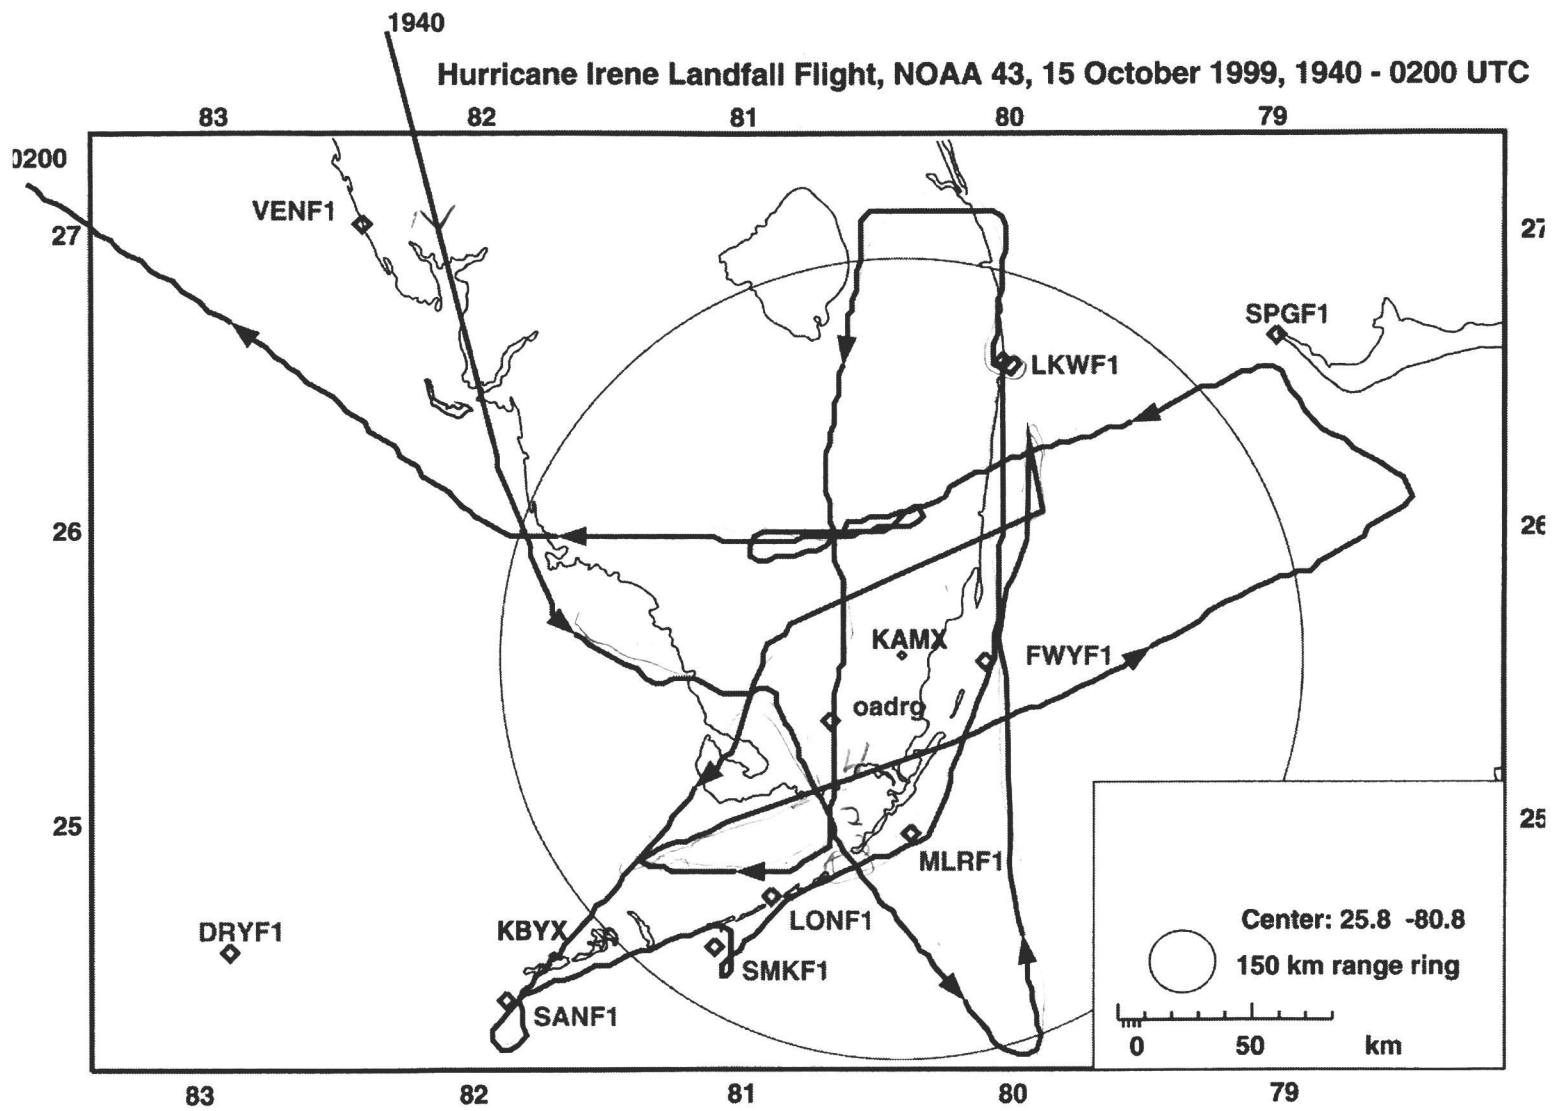 1940
Hurricane Irene Landfall Flight, NOAA 43, 15 October 1999, 1940 - 0200 UTC
83 82 81 80 79
0200
VENF1
27 27
SPGF1
LKWF1
26 26
KAMX
FWYF1
oadrg
25 25
MLRF1
LONF1
Center: 25.8 -80.8
DRYF1
KBYX
150 km range ring
SMKF1
SANF1
0 50 km
83 82 81 80 79